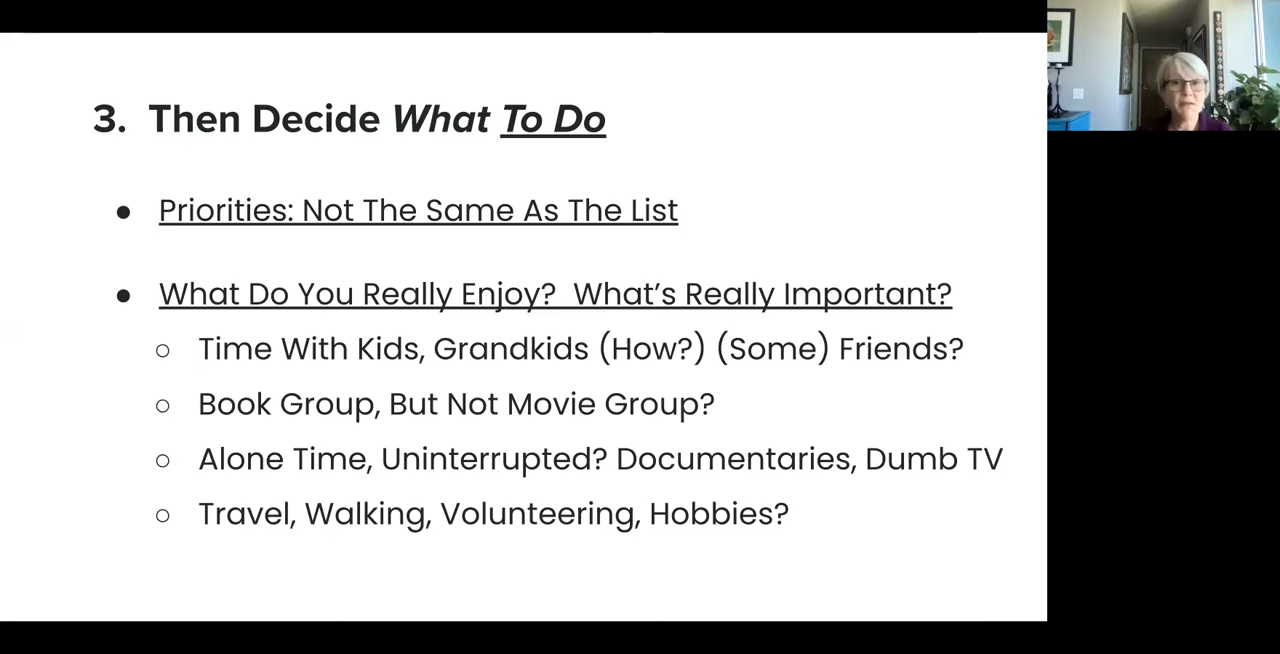 3. Then Decide What To Do
● Priorities: Not The Same As The List
● What Do You Really Enjoy? What's Really Important?
○ Time With Kids, Grandkids (How?) (Some) Friends?
○ Book Group, But Not Movie Group?
○ Alone Time, Uninterrupted? Documentaries, Dumb TV
○ Travel, Walking, Volunteering, Hobbies?